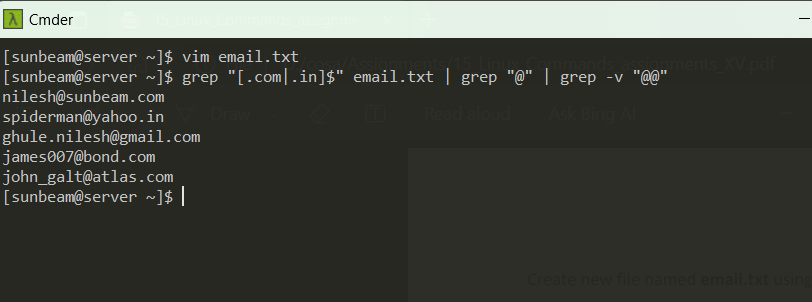 λ Cmder
[sunbeam@server ~]$ vim email.txt
[sunbeam@server ~]$ grep "[.com|.in]$" email.txt | grep "@" | grep -v "@@"
nilesh@sunbeam.com
spiderman@yahoo.in
ghule.nilesh@gmail.com
james007@bond.com
john_galt@atlas.com
[sunbeam@server ~]$
Draw
Read aloud
Ask Bing AI
Create new file named email.txt using